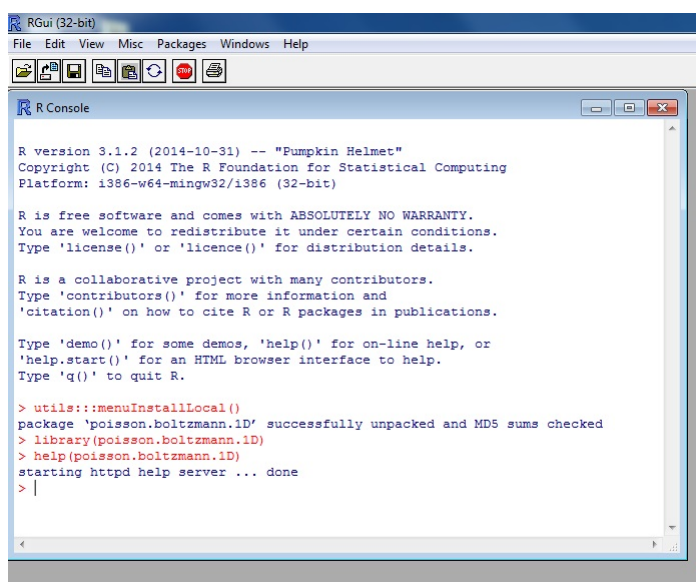 RGui (32-bit)
File Edit View Misc Packages Windows Help
STOP
R Console
R version 3.1.2 (2014-10-31) -- "Pumpkin Helmet"
Copyright (C) 2014 The R Foundation for Statistical Computing
Platform: i386-w64-mingw32/i386 (32-bit)
R is free software and comes with ABSOLUTELY NO WARRANTY.
You are welcome to redistribute it under certain conditions.
Type 'license()' or 'licence()' for distribution details.
R is a collaborative project with many contributors.
Type 'contributors()' for more information and
'citation()' on how to cite R or R packages in publications.
Type 'demo()' for some demos, 'help()' for on-line help, or
'help.start()' for an HTML browser interface to help.
Type 'q()' to quit R.
> utils:::menuInstallLocal()
package ‘poisson.boltzmann.1D’ successfully unpacked and MD5 sums checked
> library(poisson.boltzmann.1D)
> help(poisson.boltzmann.1D)
starting httpd help server ... done
>